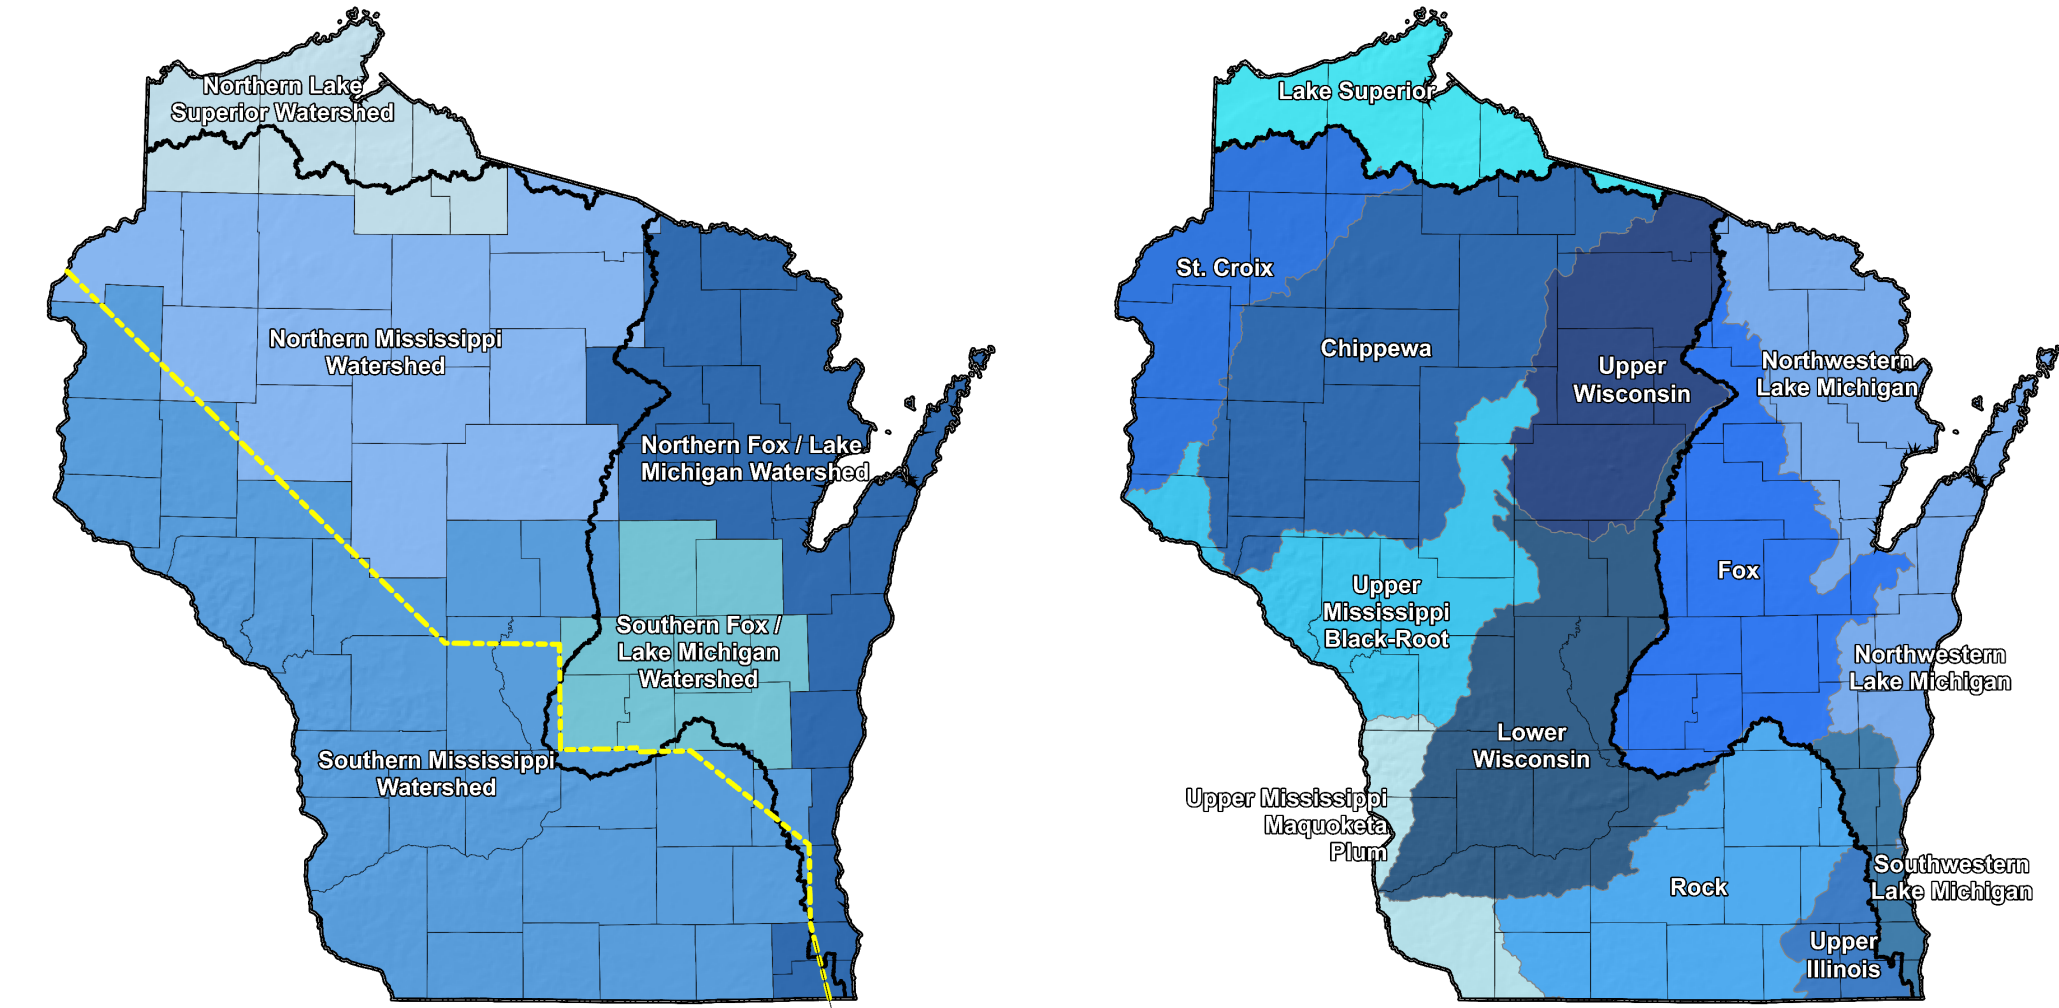 Northern Lake
Superior Watershed
Northern Mississippi
Watershed
Northern Fox / Lake
Michigan Watershed
Southern Fox /
Lake Michigan
Watershed
Southern Mississippi
Watershed
Lake Superior
St. Croix
Chippewa
Upper
Wisconsin
Northwestern
Lake Michigan
Fox
Upper
Mississippi
Black-Root
Northwestern
Lake Michigan
Lower
Wisconsin
Upper Mississippi
Maquoketa
Plum
Rock
Southwestern
Lake Michigan
Upper
Illinois